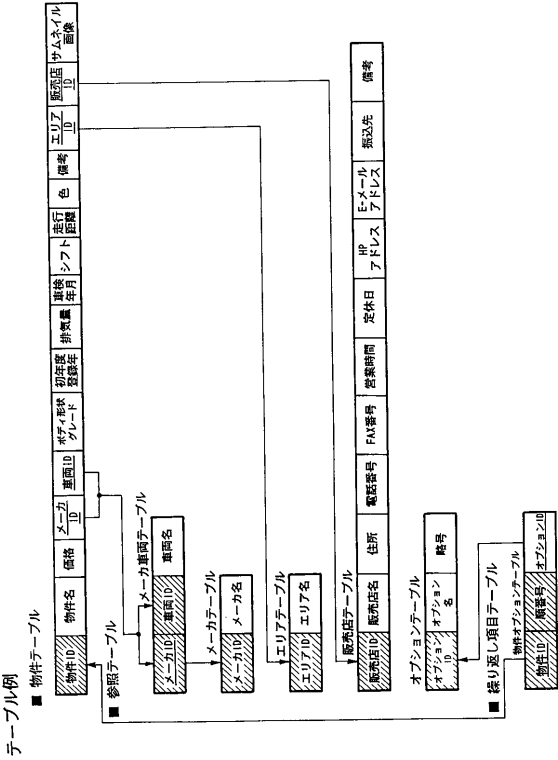 テーブル例
■ 物件テーブル
物件ID 物件名 価格 メーカID 車両ID ボディ形状グレード 初年度登録年 排気量 車検年月 シフト 走行距離 色 備考 エリアID 販売店ID サムネイル画像
■ 参照テーブル
メーカ車両テーブル
メーカID 車両ID 車両名
メーカテーブル
メーカID メーカ名
エリアテーブル
エリアID エリア名
販売店テーブル
販売店ID 販売店名 住所 電話番号 FAX番号 営業時間 定休日 HPアドレス E-メールアドレス 振込先 備考
オプションテーブル
オプションID オプション名 略号
■ 繰り返し項目テーブル
物件オプションテーブル
物件ID 順番号 オプションID